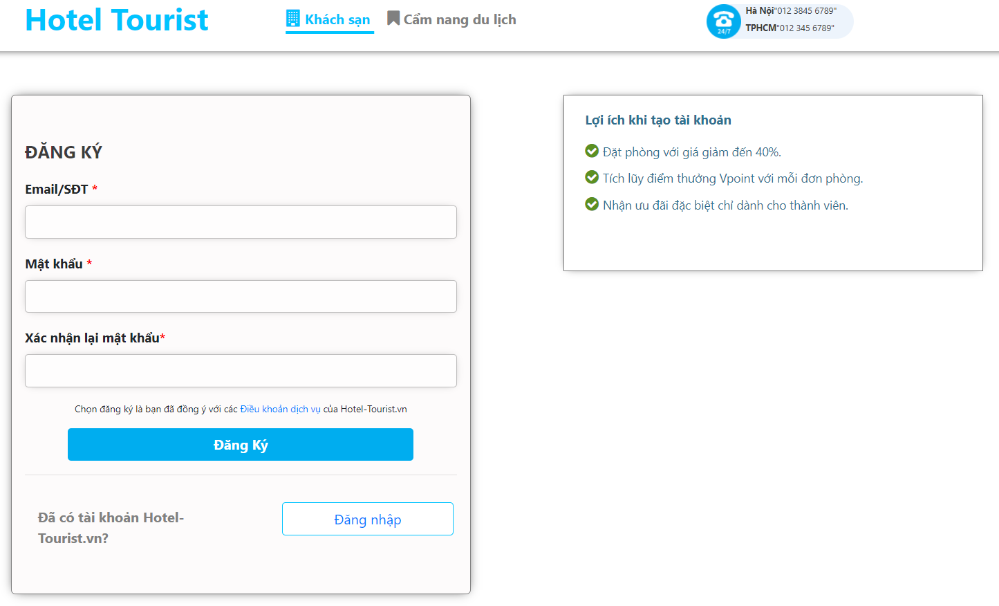 Hotel Tourist
Khách sạn
Cẩm nang du lịch
24/7
Hà Nội"012 3845 6789"
TPHCM"012 345 6789"
ĐĂNG KÝ
Email/SĐT *
Mật khẩu *
Xác nhận lại mật khẩu*
Chọn đăng ký là bạn đã đồng ý với các Điều khoản dịch vụ của Hotel-Tourist.vn
Đăng Ký
Đã có tài khoản Hotel-
Tourist.vn?
Đăng nhập
Lợi ích khi tạo tài khoản
Đặt phòng với giá giảm đến 40%.
Tích lũy điểm thưởng Vpoint với mỗi đơn phòng.
Nhận ưu đãi đặc biệt chỉ dành cho thành viên.